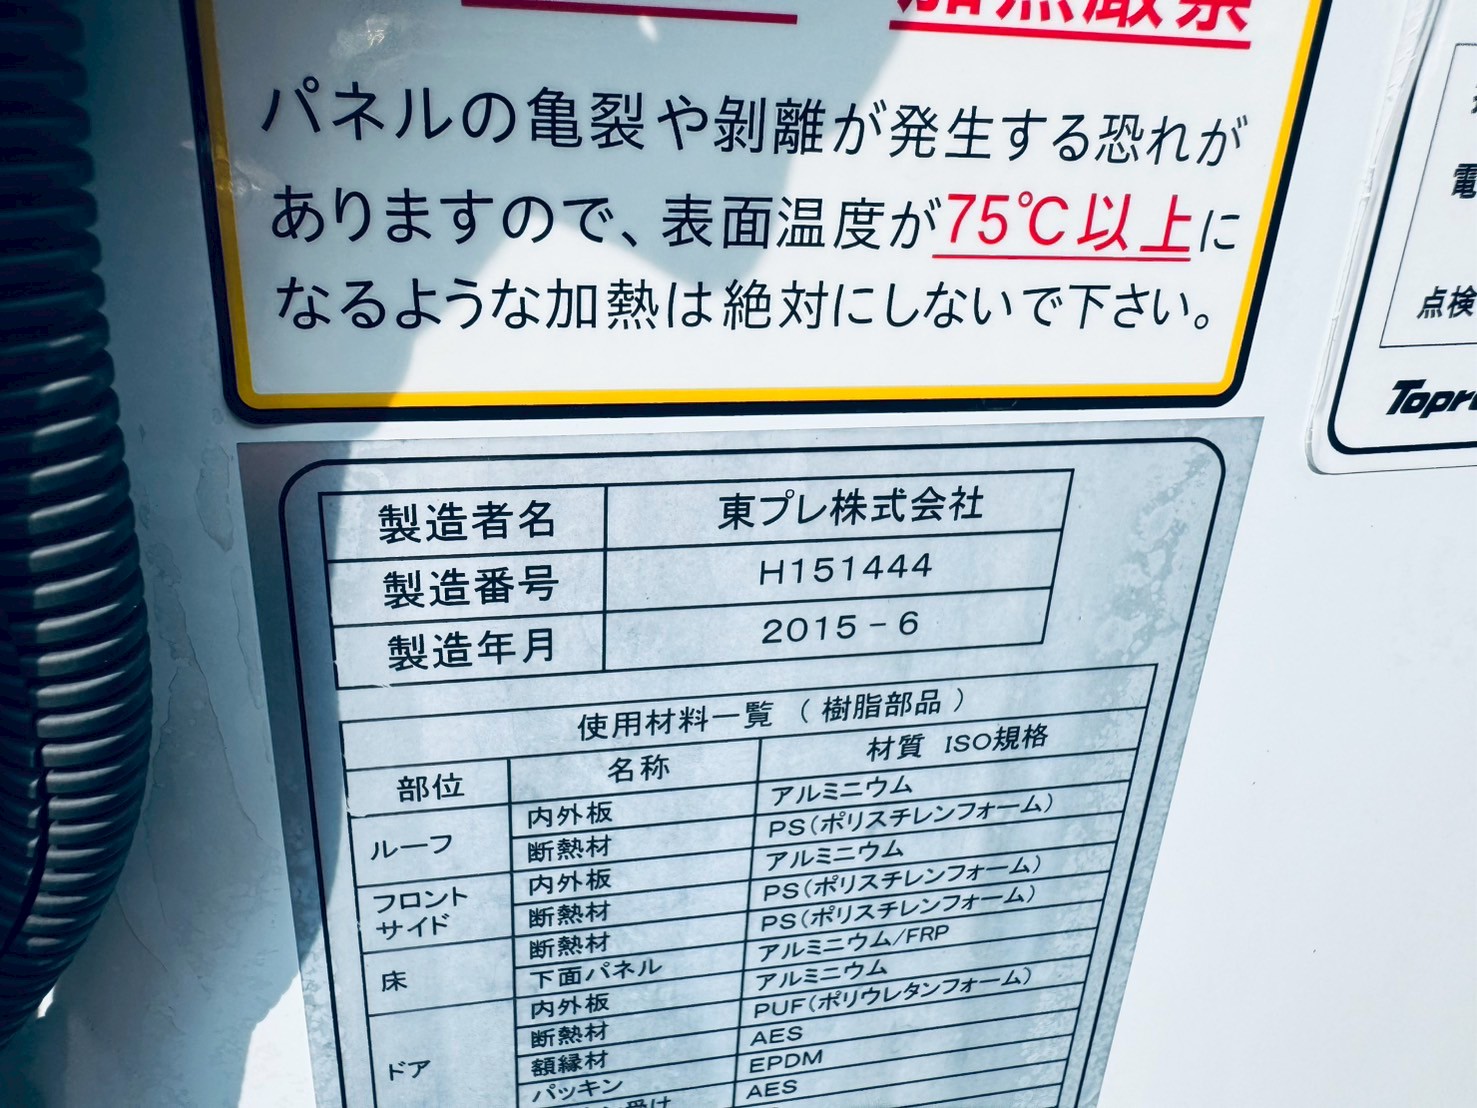 加熱厳禁
パネルの亀裂や剝離が発生する恐れが
ありますので、表面温度が75℃以上に
なるような加熱は絶対にしないで下さい。
電
点検
製造者名 東プレ株式会社
製造番号 H151444
製造年月 2015-6
使用材料一覧 (樹脂部品)
部位 名称 材質 ISO規格
ルーフ 内外板 アルミニウム
断熱材 PS(ポリスチレンフォーム)
フロント
サイド
内外板 アルミニウム
断熱材 PS(ポリスチレンフォーム)
床 断熱材 PS(ポリスチレンフォーム)
下面パネル アルミニウム/FRP
ドア 内外板 アルミニウム
断熱材 PUF(ポリウレタンフォーム)
額縁材 AES
パッキン EPDM
受け AES